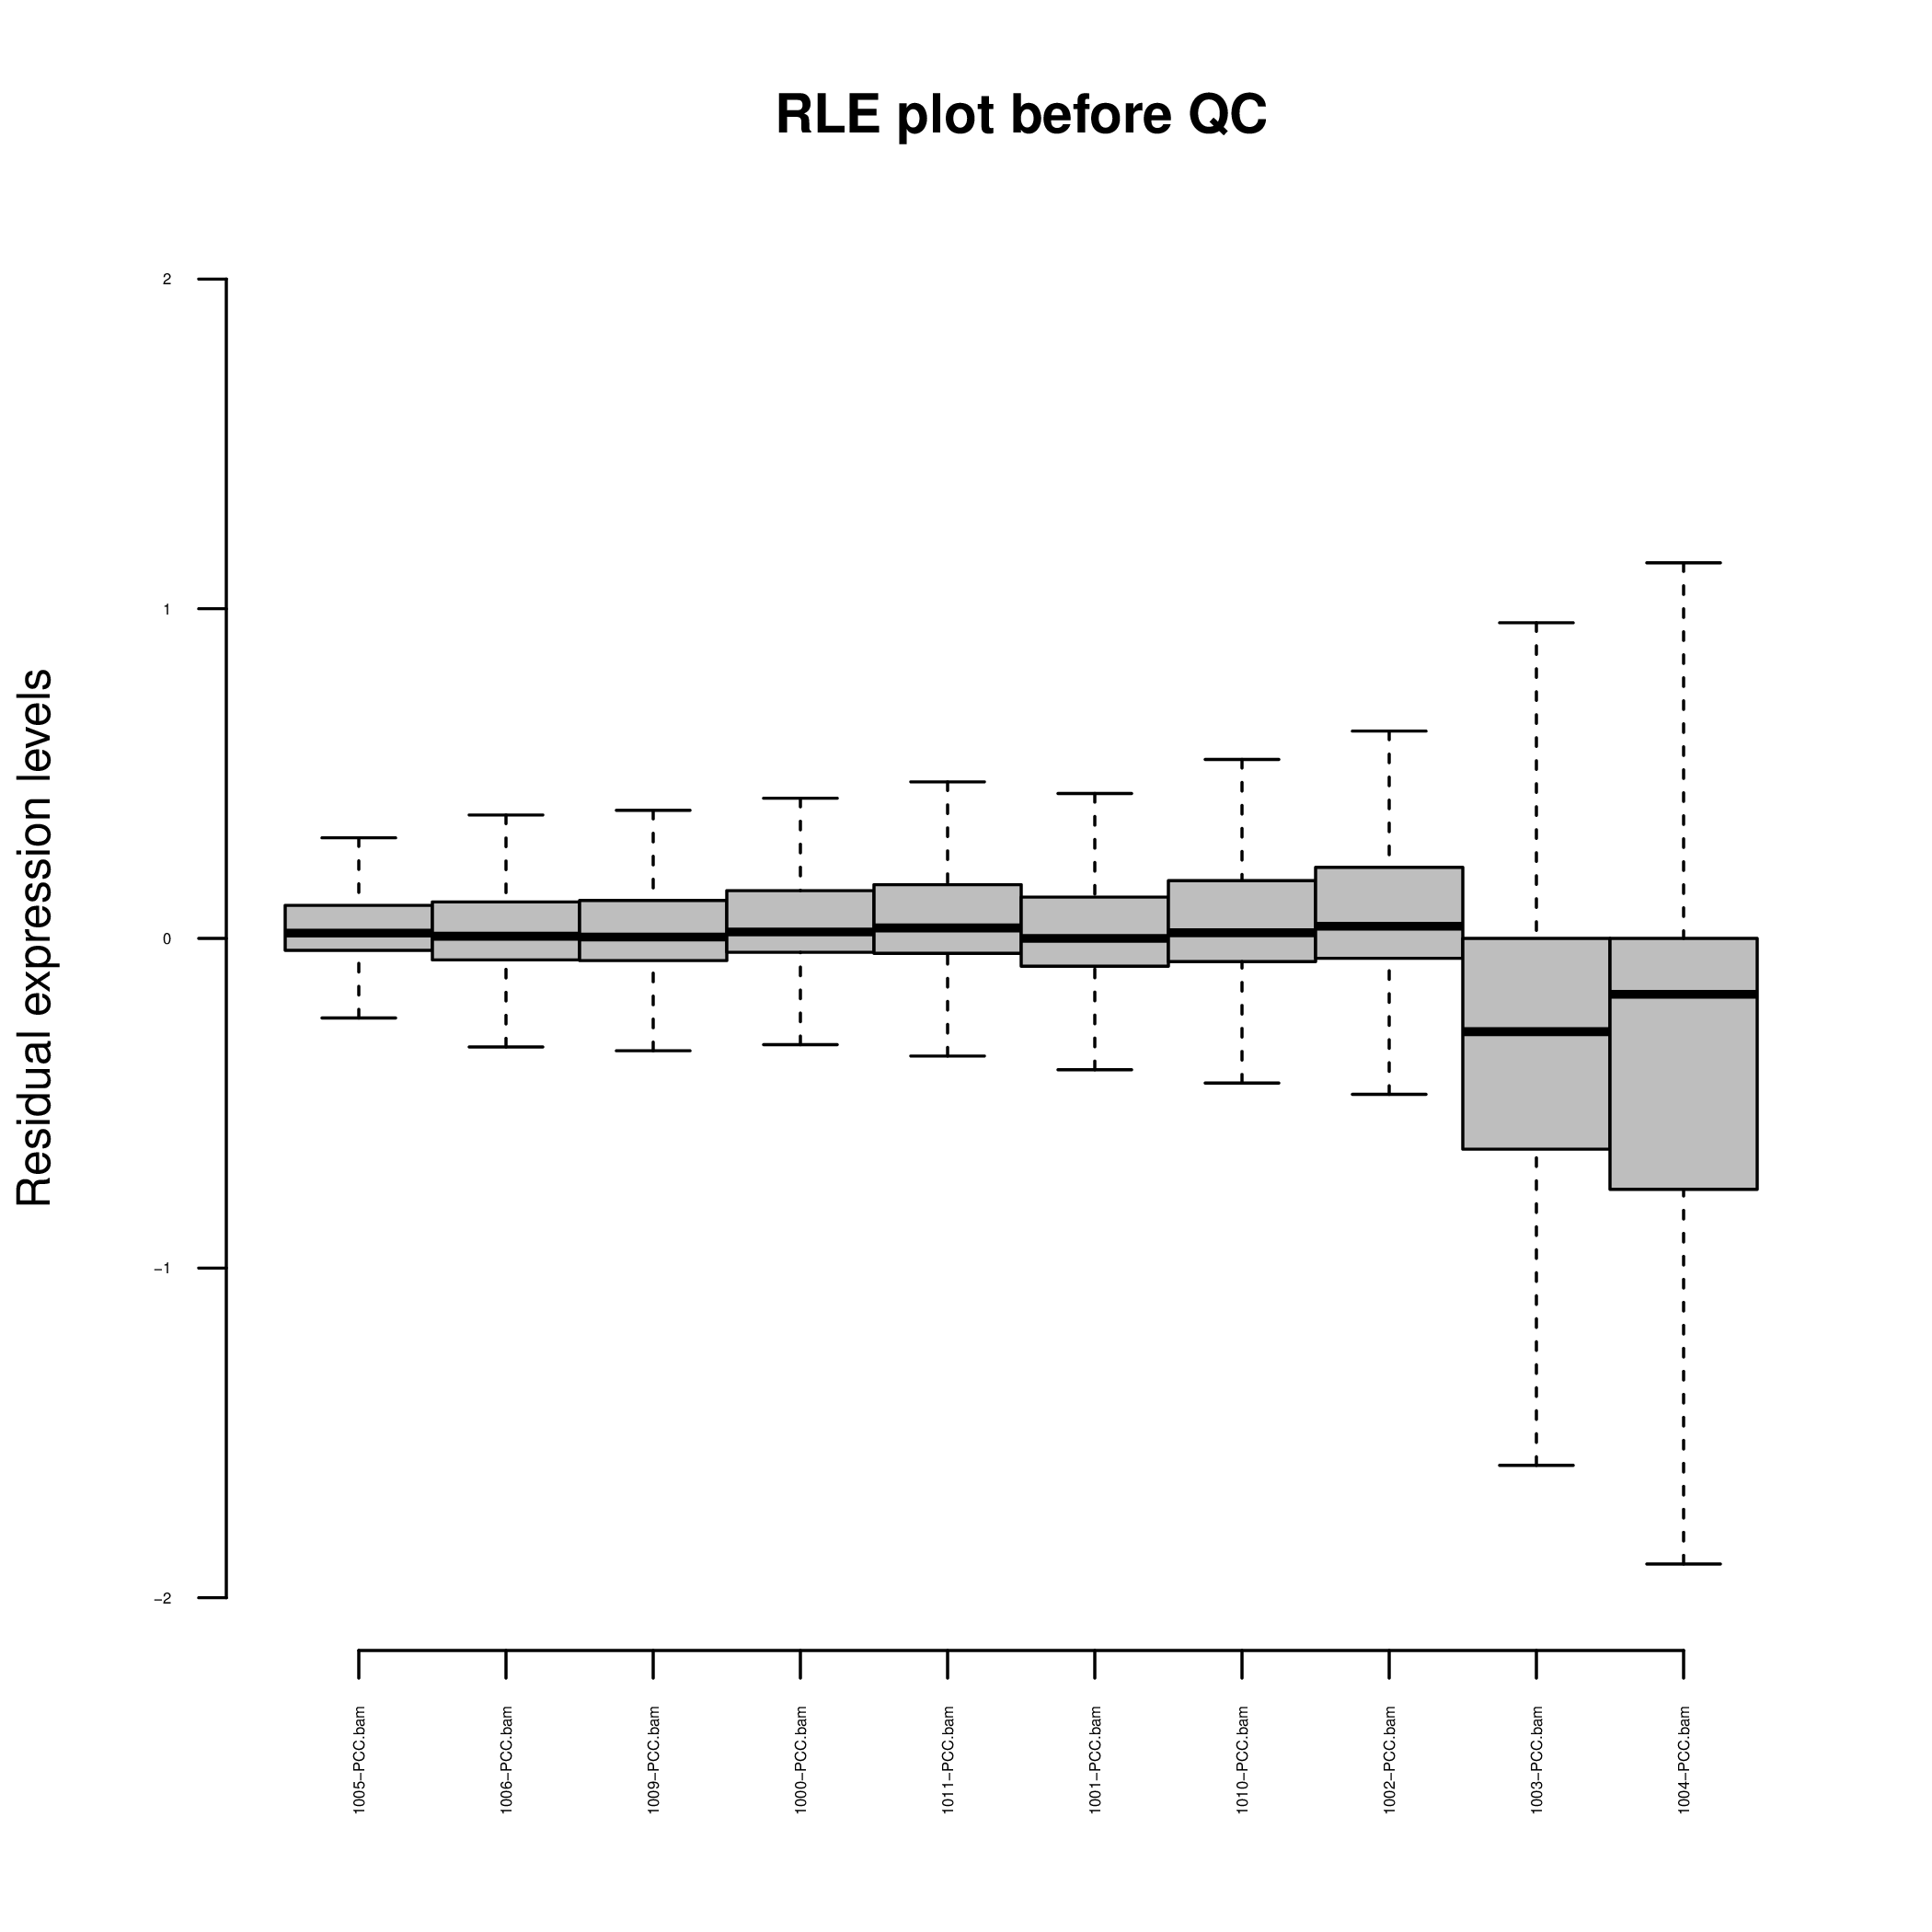 RLE plot before QC
Residual expression levels
2
1
0
−1
−2
1005−PCC.bam
1006−PCC.bam
1009−PCC.bam
1000−PCC.bam
1011−PCC.bam
1001−PCC.bam
1010−PCC.bam
1002−PCC.bam
1003−PCC.bam
1004−PCC.bam